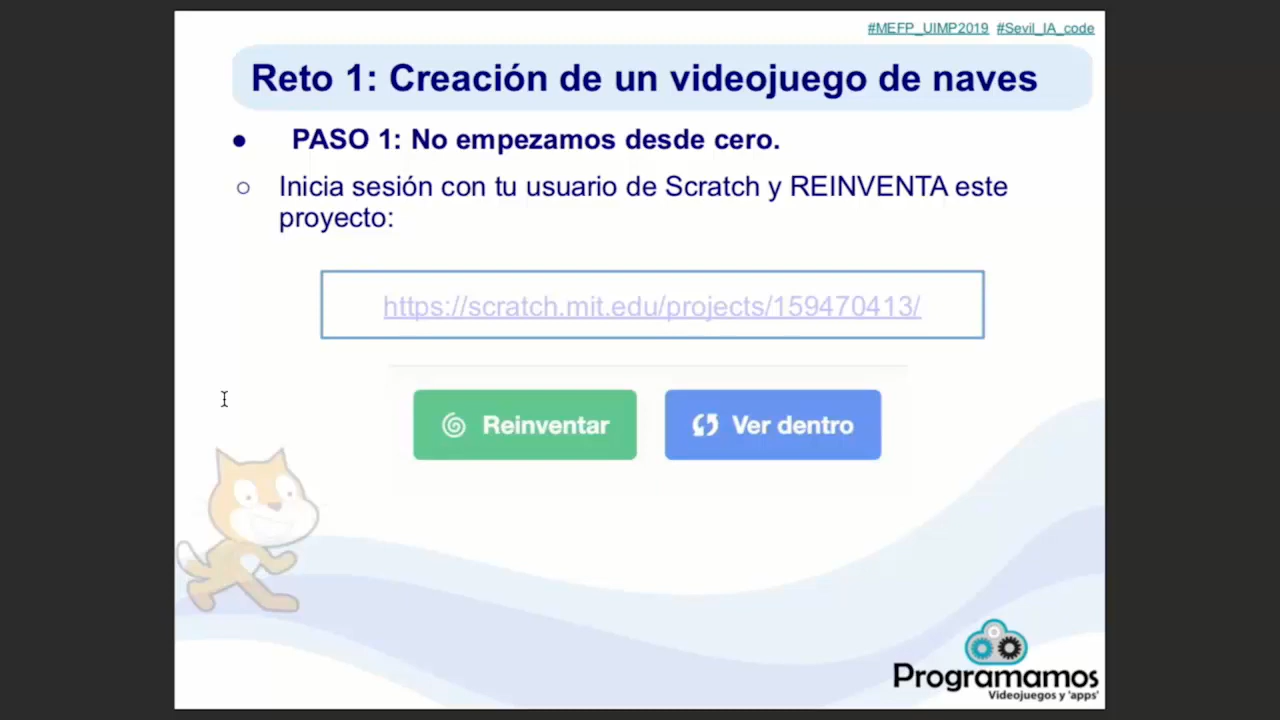 #MEFP_UIMP2019 #Sevil_IA_code
Reto 1: Creación de un videojuego de naves
● PASO 1: No empezamos desde cero.
○ Inicia sesión con tu usuario de Scratch y REINVENTA este
proyecto:
https://scratch.mit.edu/projects/159470413/
Reinventar Ver dentro
Programamos
Videojuegos y 'apps'